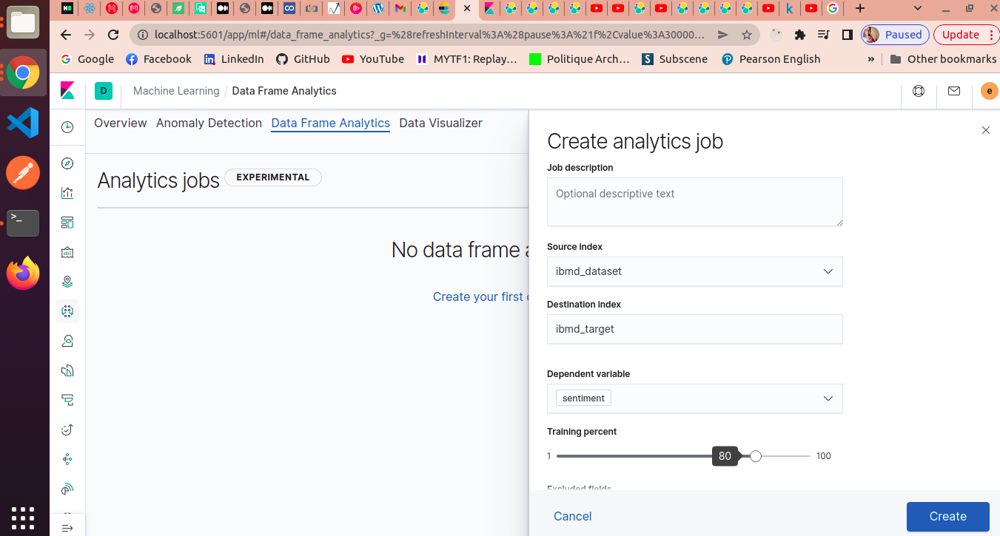 localhost:5601/app/ml#/data_frame_analytics?_g=%28refreshInterval%3A%28pause%3A%21f%2Cvalue%3A30000...
Paused
Update
Google
Facebook
LinkedIn
GitHub
YouTube
MYTF1: Replay...
Politique Arch...
Subscene
Pearson English
»
Other bookmarks
D
Machine Learning / Data Frame Analytics
e
Overview
Anomaly Detection
Data Frame Analytics
Data Visualizer
Analytics jobs
EXPERIMENTAL
No data frame a
Create your first
Create analytics job
Job description
Optional descriptive text
Source index
ibmd_dataset
Destination index
ibmd_target
Dependent variable
sentiment
Training percent
1
80
100
Excluded fields
Cancel
Create